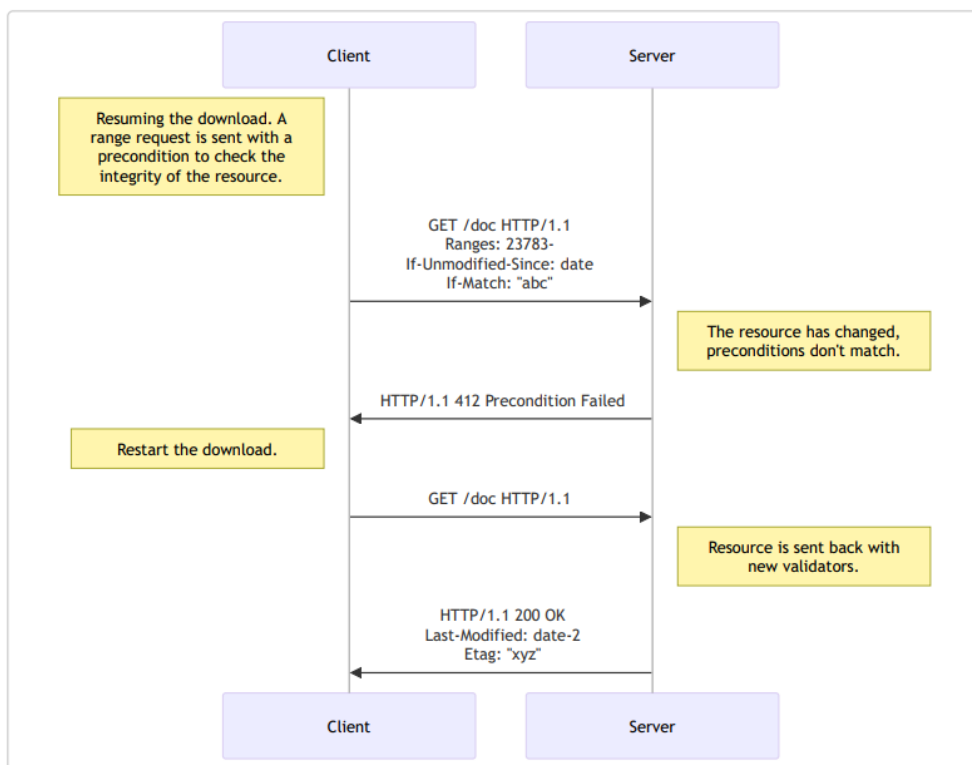 Client
Server
Resuming the download. A
range request is sent with a
precondition to check the
integrity of the resource.
GET /doc HTTP/1.1
Ranges: 23783-
If-Unmodified-Since: date
If-Match: "abc"
The resource has changed,
preconditions don't match.
HTTP/1.1 412 Precondition Failed
Restart the download.
GET /doc HTTP/1.1
Resource is sent back with
new validators.
HTTP/1.1 200 OK
Last-Modified: date-2
Etag: "xyz"
Client
Server